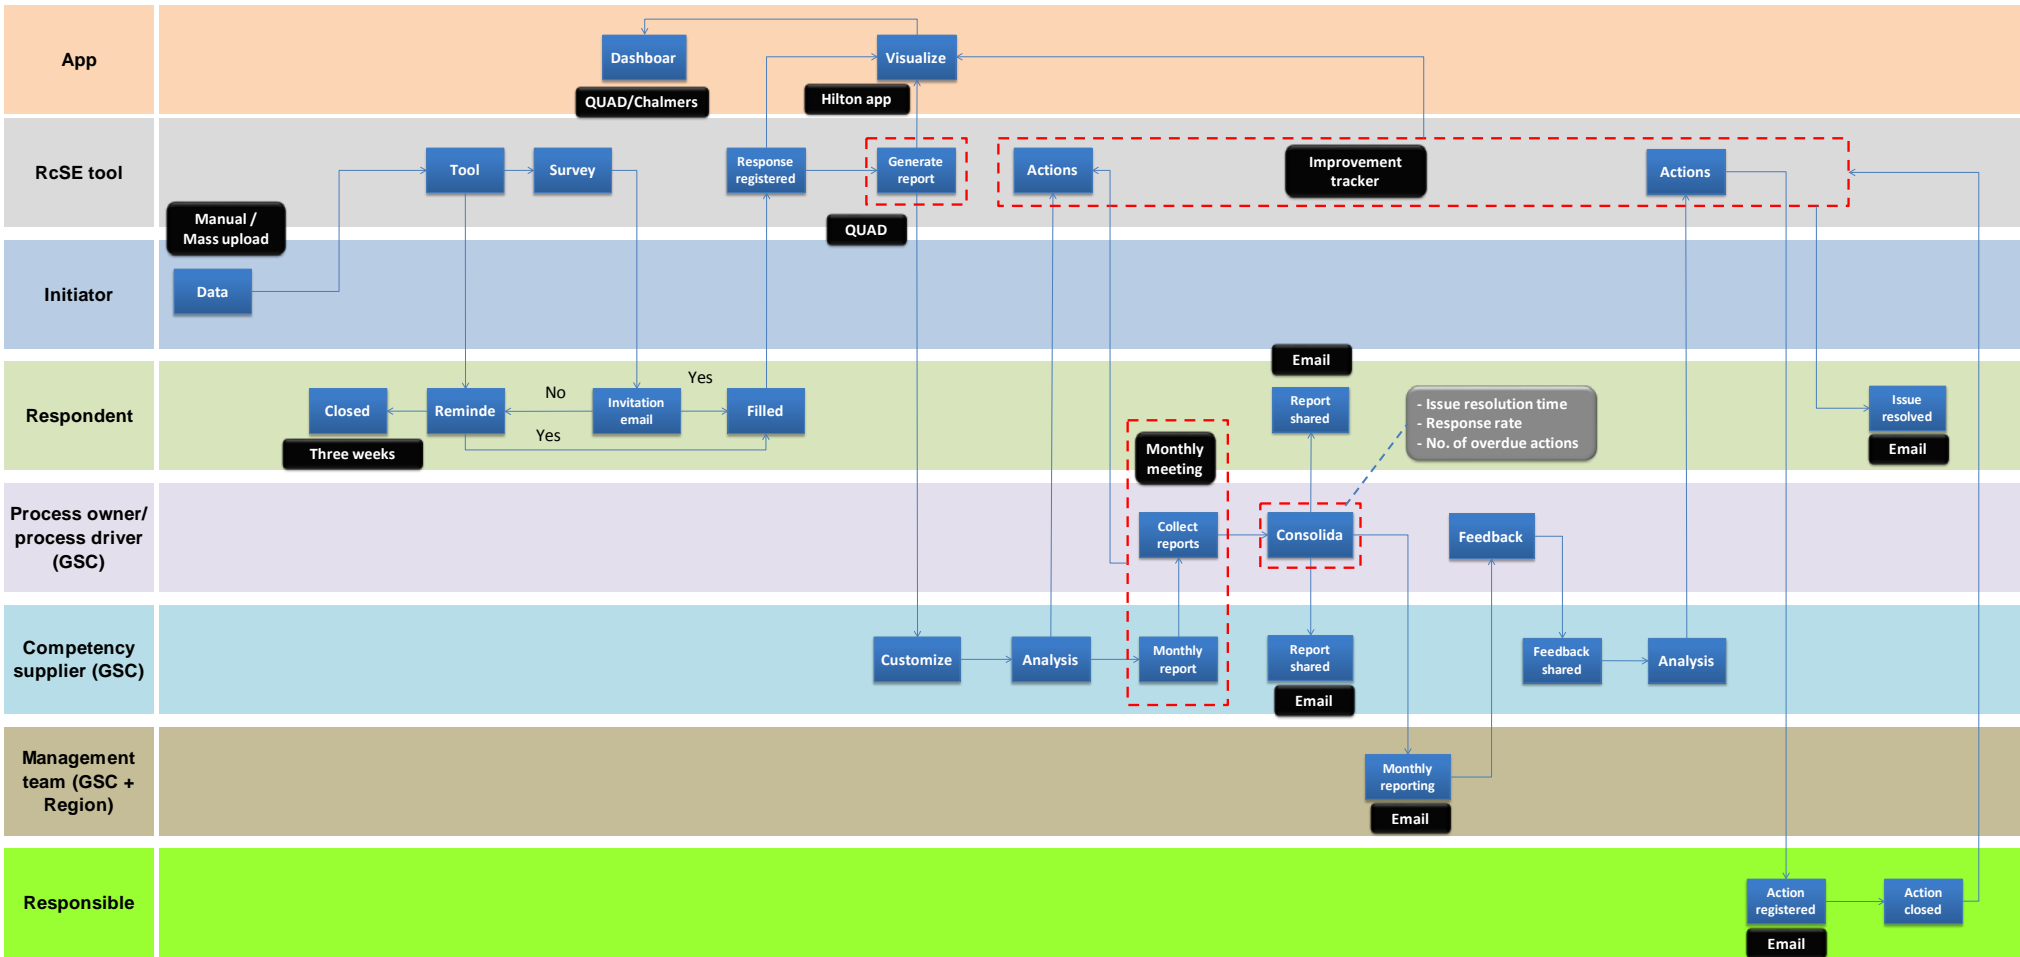 App
Dashboar
Visualize
QUAD/Chalmers
Hilton app
RcSE tool
Tool
Survey
Response
registered
Generate
report
Actions
Improvement
tracker
Actions
Manual /
Mass upload
QUAD
Initiator
Data
Respondent
Closed
Reminde
No
Invitation
email
Yes
Filled
Yes
Three weeks
Email
Report
shared
- Issue resolution time
- Response rate
- No. of overdue actions
Issue
resolved
Email
Monthly
meeting
Process owner/
process driver
(GSC)
Collect
reports
Consolida
Feedback
Competency
supplier (GSC)
Customize
Analysis
Monthly
report
Report
shared
Email
Feedback
shared
Analysis
Management
team (GSC +
Region)
Monthly
reporting
Email
Responsible
Action
registered
Action
closed
Email